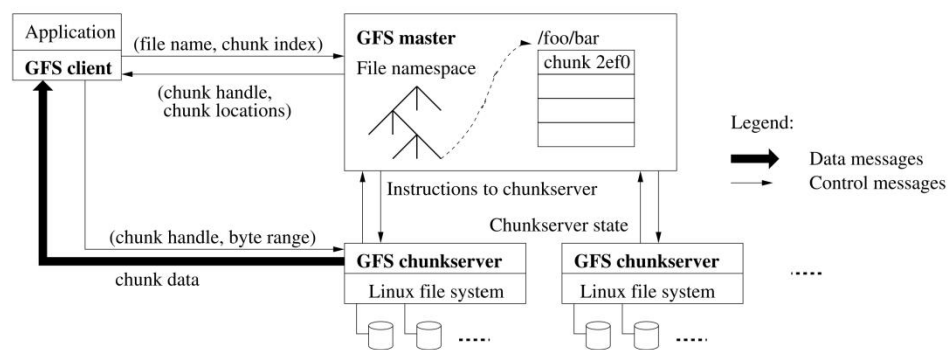 Application
GFS client
(file name, chunk index)
(chunk handle,
chunk locations)
GFS master
File namespace
/foo/bar
chunk 2ef0
Legend:
Data messages
Control messages
Instructions to chunkserver
Chunkserver state
(chunk handle, byte range)
chunk data
GFS chunkserver
Linux file system
GFS chunkserver
Linux file system